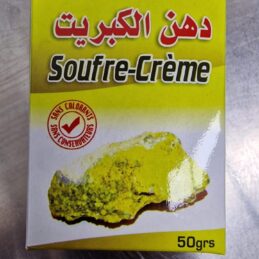 دهن الكبريت
Soufre-Crème
SANS COLORANTS
SANS CONSERVATEURS
50grs